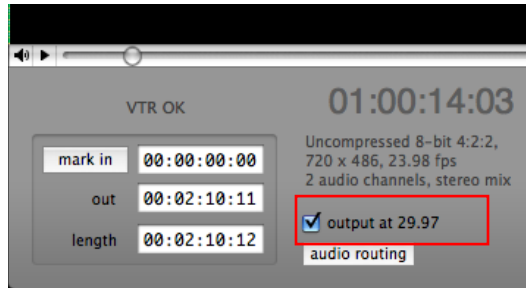 VTR OK
01:00:14:03
Uncompressed 8-bit 4:2:2,
720 x 486, 23.98 fps
2 audio channels, stereo mix
mark in 00:00:00:00
out 00:02:10:11
length 00:02:10:12
output at 29.97
audio routing